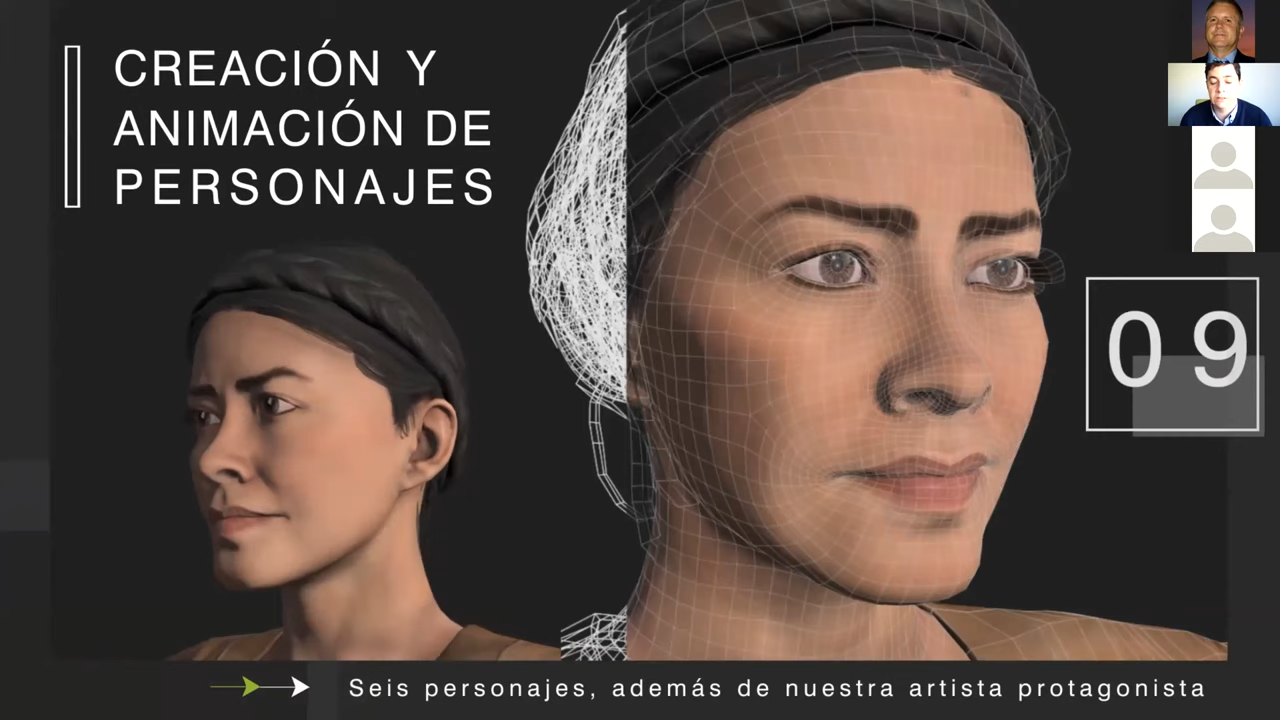 CREACIÓN Y
ANIMACIÓN DE
PERSONAJES
09
Seis personajes, además de nuestra artista protagonista